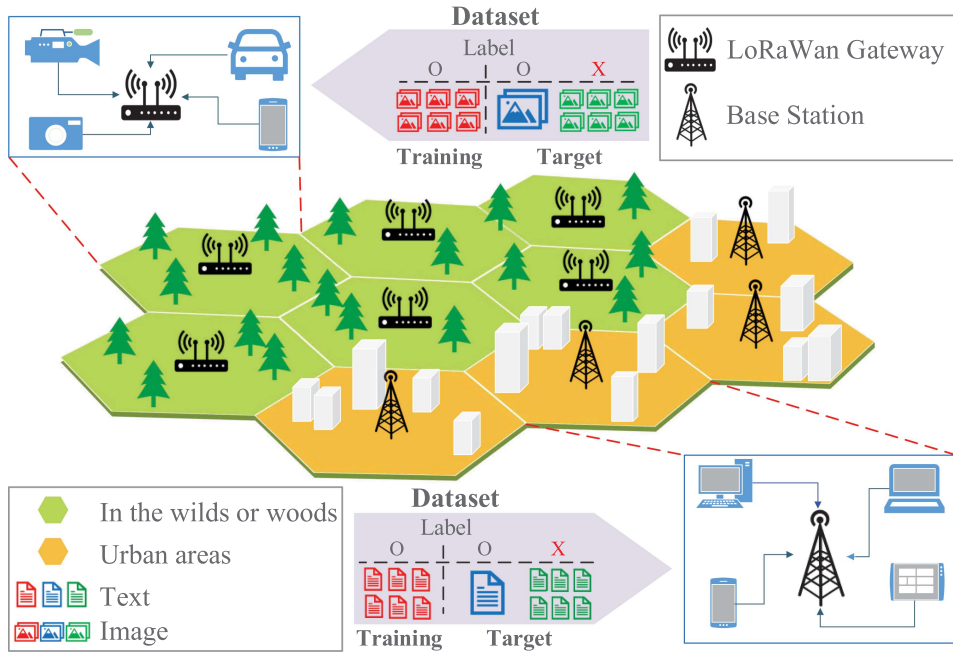 Dataset
Label
O O X
Training Target
LoRaWan Gateway
Base Station
In the wilds or woods
Urban areas
Text
Image
Dataset
Label
O O X
Training Target